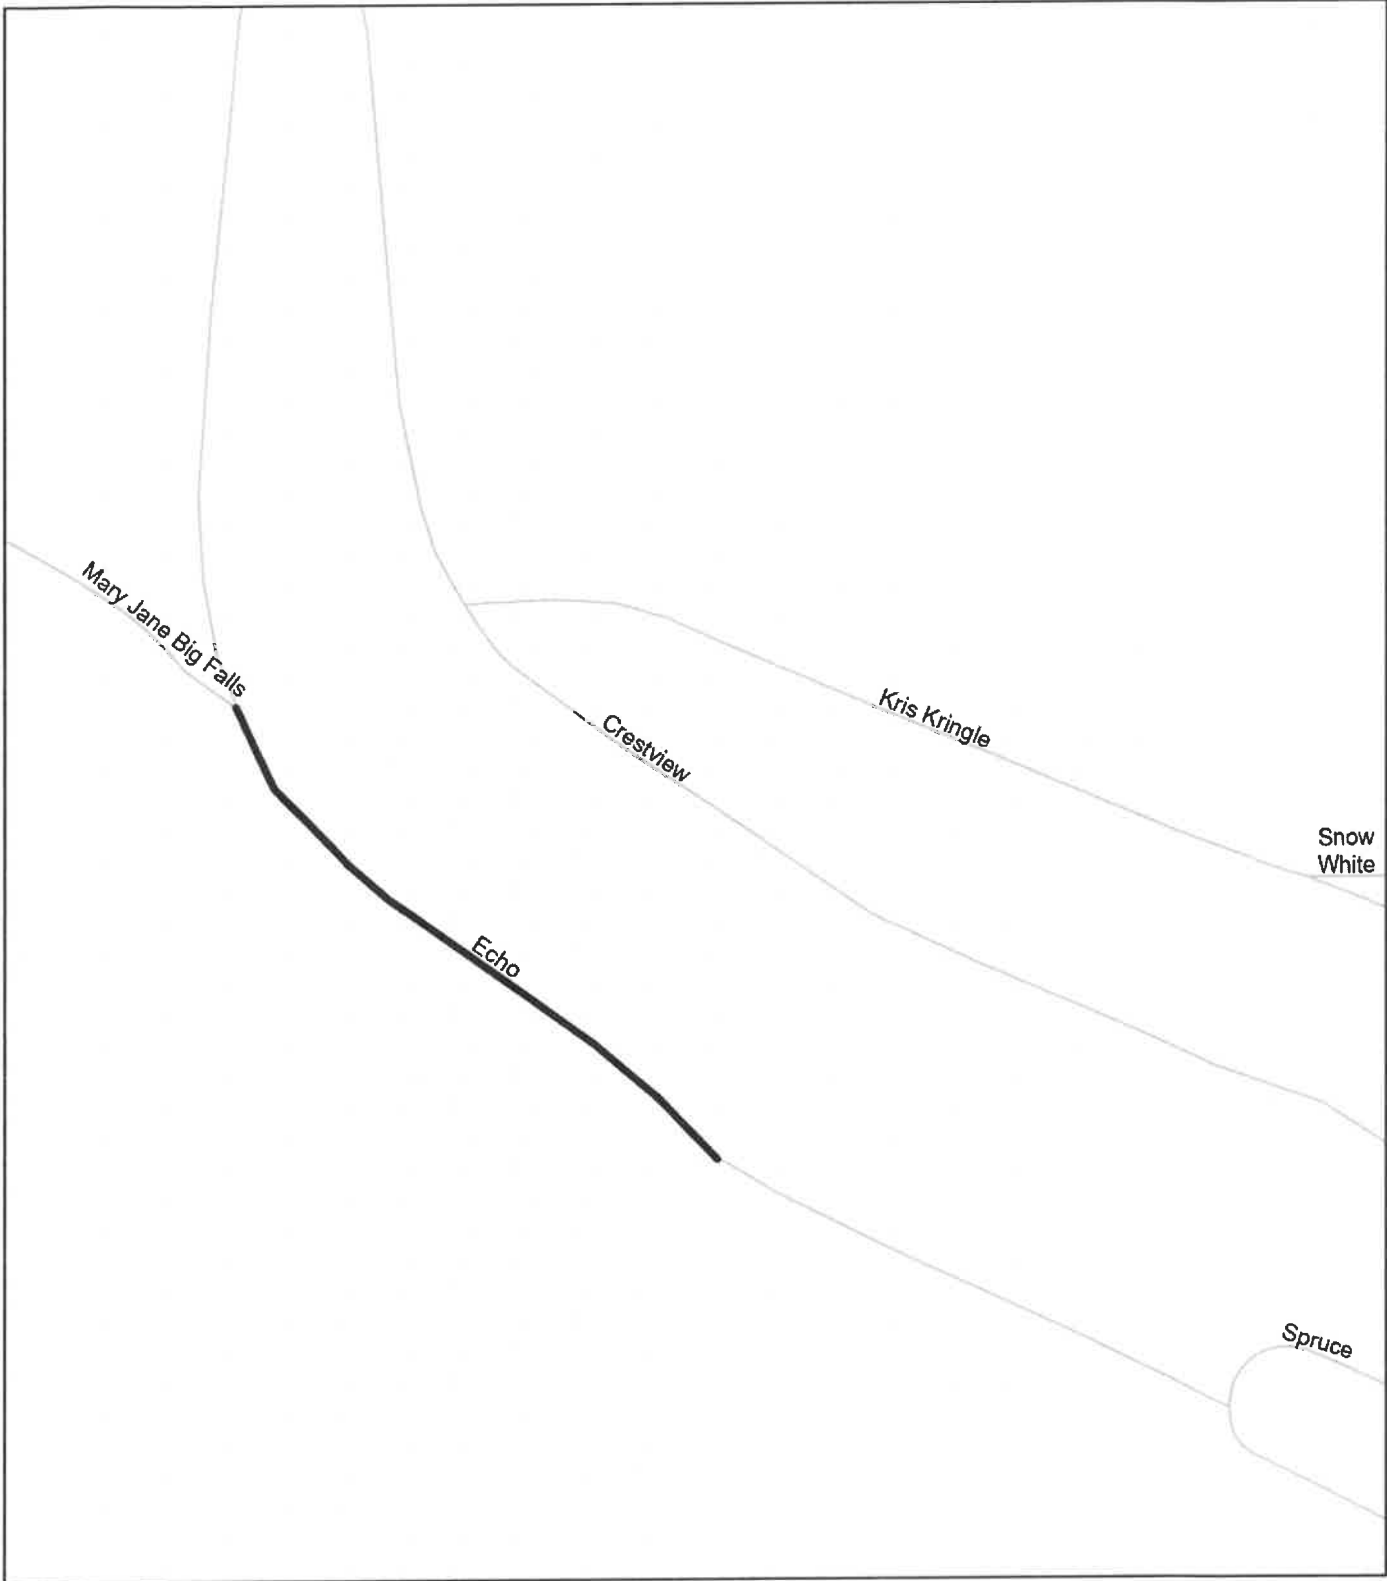 Mary Jane Big Falls
Kris Kringle
Crestview
Snow
White
Echo
Spruce